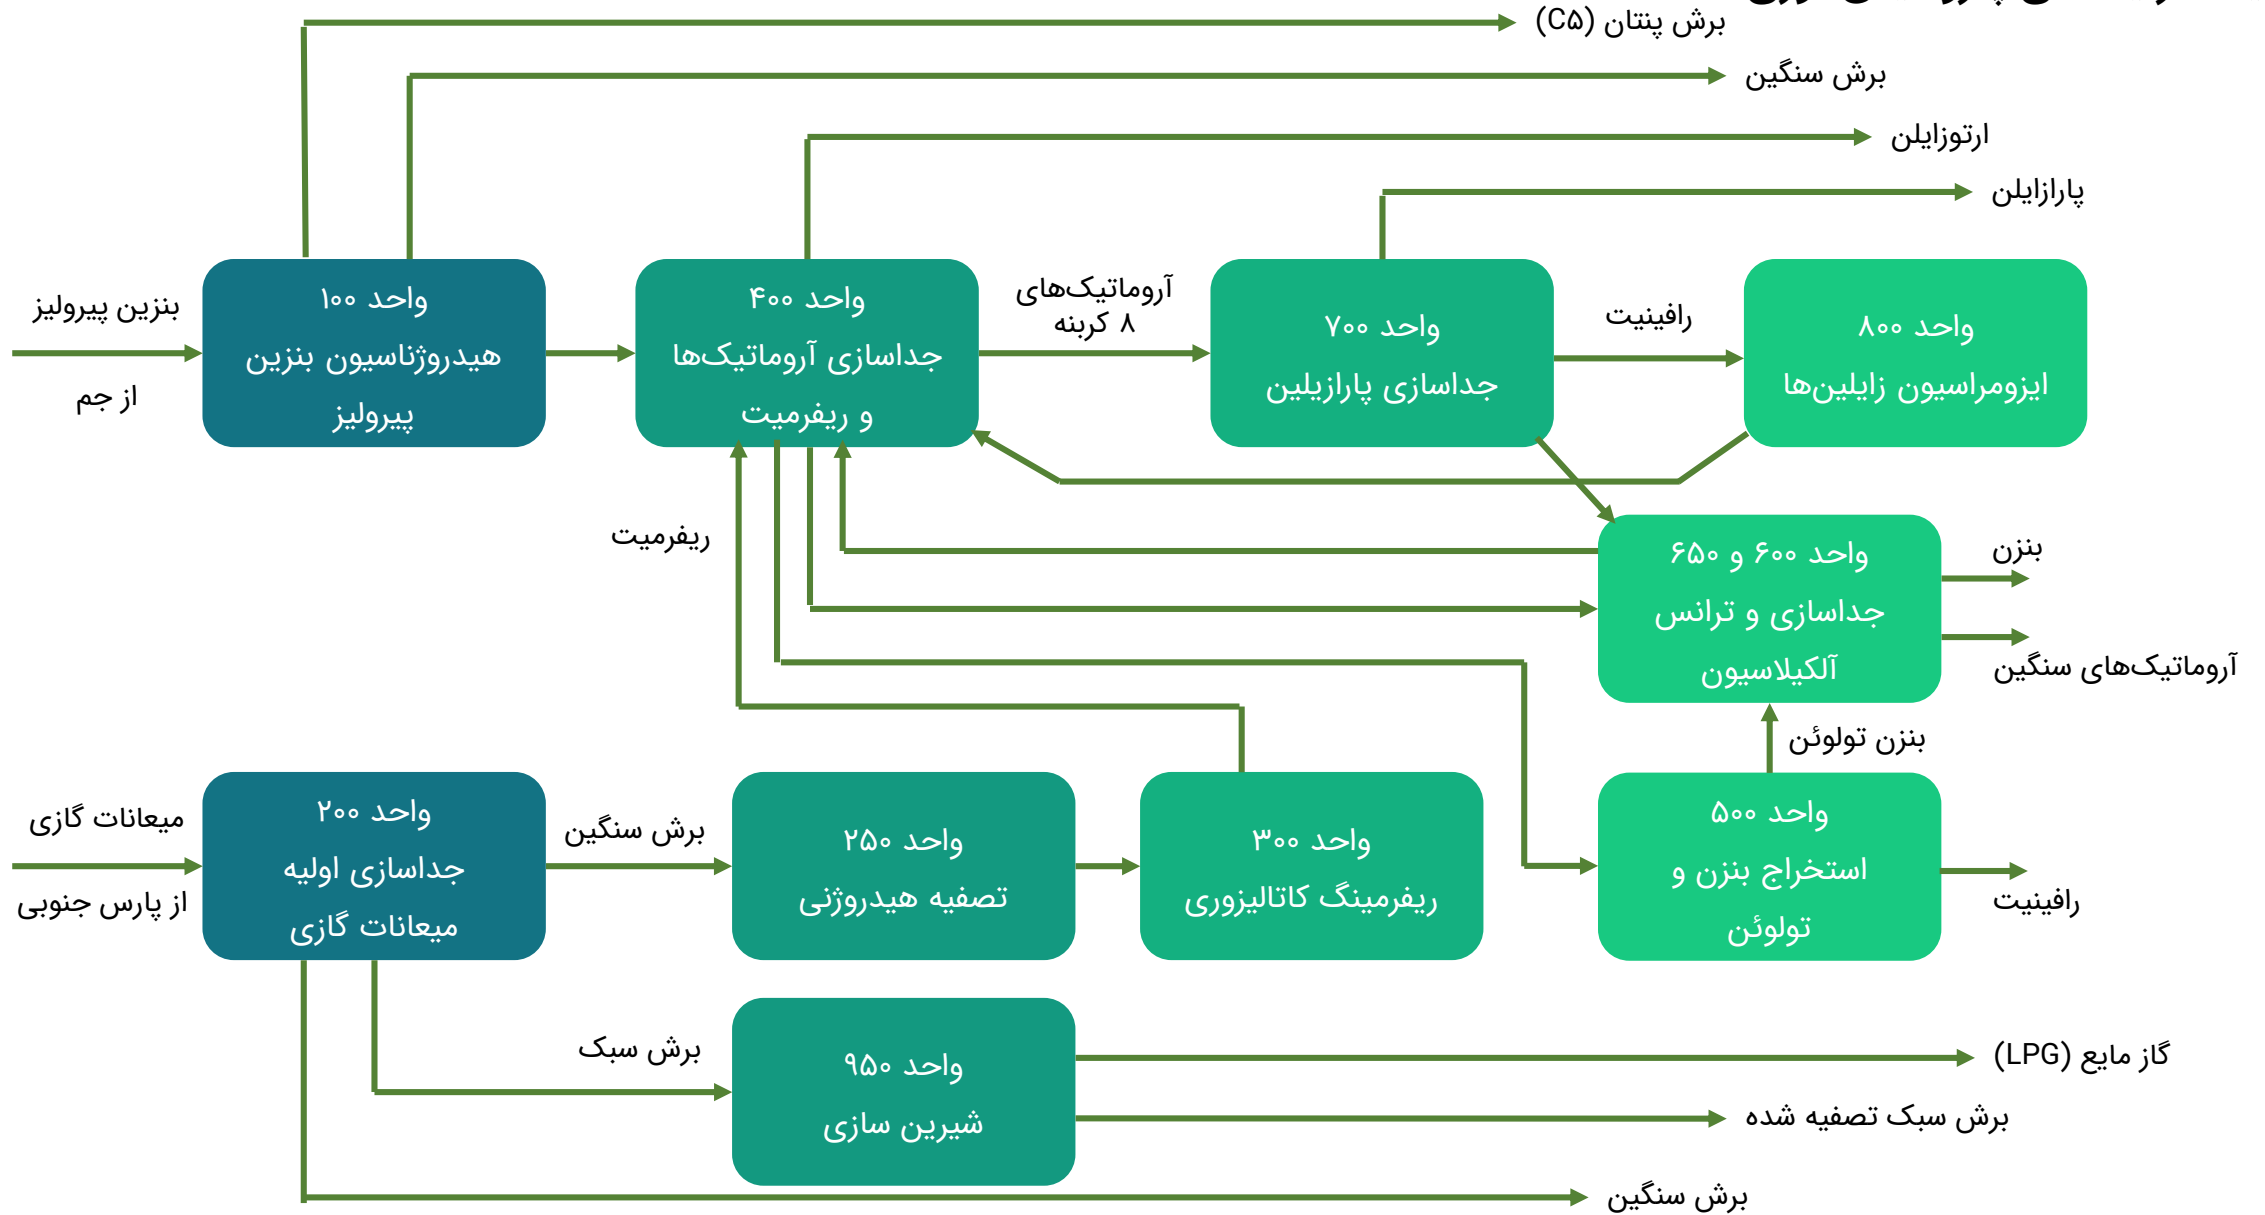 برش پنتان (C۵)
برش سنگین
ارتوزایلن
پارازایلن
بنزین پیرولیز
از جم
واحد ۱۰۰
هیدروژناسیون بنزین
پیرولیز
واحد ۴۰۰
جداسازی آروماتیک‌ها
و ریفرمیت
آروماتیک‌های
۸ کربنه
واحد ۷۰۰
جداسازی پارازیلین
رافینیت
واحد ۸۰۰
ایزومراسیون زایلین‌ها
ریفرمیت
واحد ۶۰۰ و ۶۵۰
جداسازی و ترانس
آلکیلاسیون
بنزن
آروماتیک‌های سنگین
بنزن تولوئن
میعانات گازی
از پارس جنوبی
واحد ۲۰۰
جداسازی اولیه
میعانات گازی
برش سنگین
واحد ۲۵۰
تصفیه هیدروژنی
واحد ۳۰۰
ریفرمینگ کاتالیزوری
واحد ۵۰۰
استخراج بنزن و
تولوئن
رافینیت
برش سبک
واحد ۹۵۰
شیرین سازی
گاز مایع (LPG)
برش سبک تصفیه شده
برش سنگین